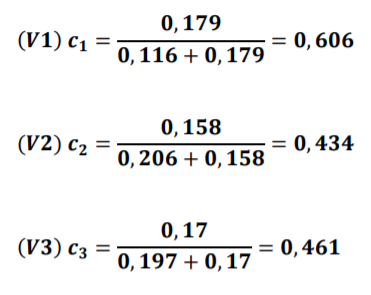 (V1) c₁ = 0,179 / (0,116 + 0,179) = 0,606
(V2) c₂ = 0,158 / (0,206 + 0,158) = 0,434
(V3) c₃ = 0,17 / (0,197 + 0,17) = 0,461